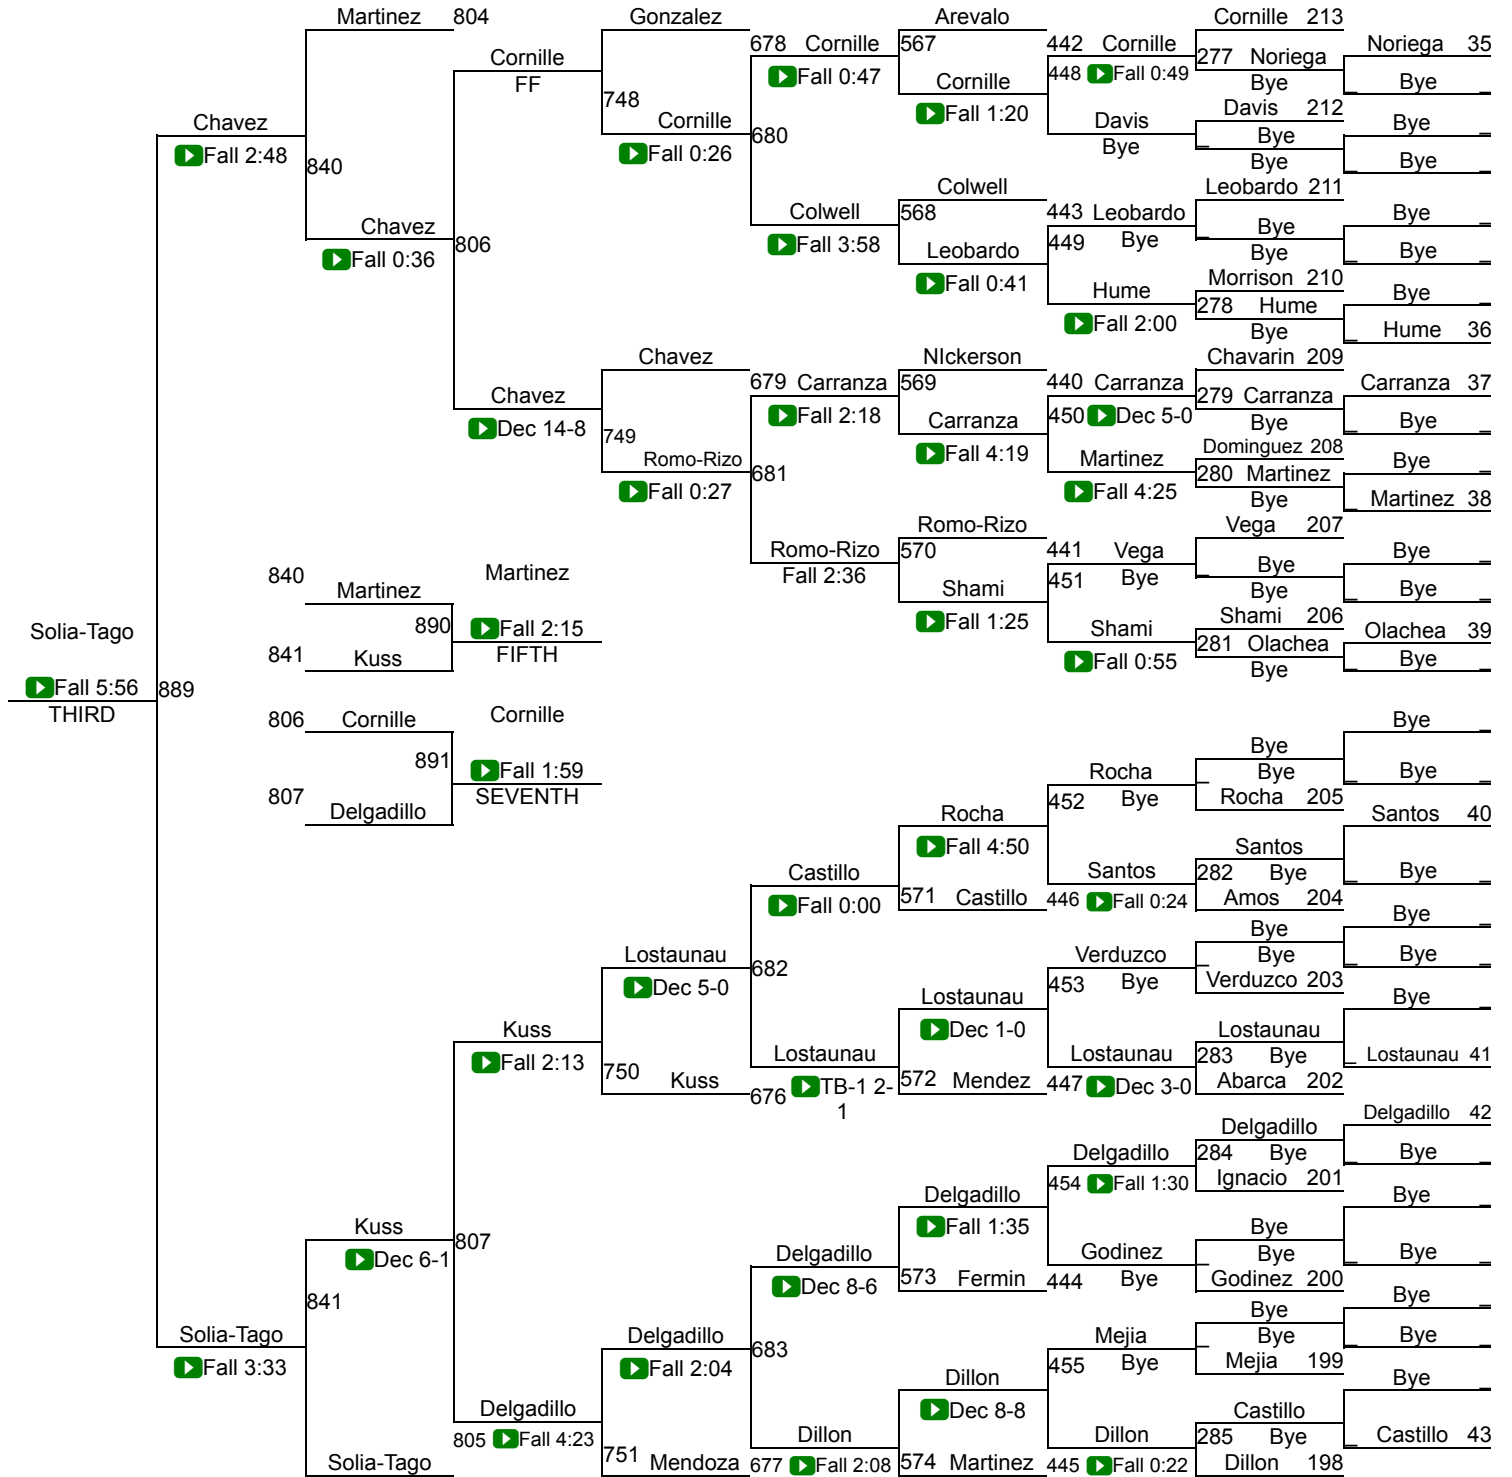 Martinez 804
Gonzalez
Arevalo
Cornille 213
678 Cornille
567
442 Cornille
277 Noriega
Noriega 35
Cornille
FF
Fall 0:47
Cornille
448 Fall 0:49
Bye
Bye _
748
Fall 1:20
Davis
Davis 212
Chavez
Cornille
680
Bye
_ Bye
Bye _
Fall 2:48
840
Fall 0:26
Bye
_ Bye _
Colwell
Leobardo 211
Chavez
806
Colwell
568
443 Leobardo
Bye
Bye _
Fall 0:36
Fall 3:58
Leobardo
449 Bye
_ Bye
_ Bye _
Fall 0:41
Hume
Morrison 210
Bye _
Fall 2:00
278 Hume
Bye
_ Hume 36
Chavez
NIckerson
Chavarin 209
Chavez
679 Carranza
569
440 Carranza
279 Carranza
Carranza 37
Dec 14-8
749
Fall 2:18
Carranza
450 Dec 5-0
Bye
_ Bye _
Romo-Rizo
681
Fall 4:19
Martinez
Dominguez 208
Bye _
Fall 0:27
Fall 4:25
280 Martinez
Bye
_ Martinez 38
Romo-Rizo
Vega 207
Romo-Rizo
570
441 Vega
Bye
Bye _
Fall 2:36
Shami
451 Bye
_ Bye
_ Bye _
840 Martinez
Martinez
Fall 1:25
Shami
Shami 206
Olachea 39
Solia-Tago
890
Fall 2:15
Fall 0:55
281 Olachea
Bye
_ Bye _
841 Kuss
FIFTH
Fall 5:56
889
THIRD
806 Cornille
Cornille
Bye _
891
Fall 1:59
Rocha
Bye
_ Bye
_ Bye _
807 Delgadillo
SEVENTH
452 Bye
Rocha 205
Rocha
Santos 40
Fall 4:50
Santos
Castillo
Santos
282 Bye
_ Bye _
Fall 0:00
571 Castillo
446 Fall 0:24
Amos 204
Bye _
Lostaunau
682
Verduzco
Bye
_ Bye
_ Bye _
Dec 5-0
Lostaunau
453 Bye
Verduzco 203
Bye _
Kuss
Dec 1-0
Lostaunau
Fall 2:13
750 Kuss
Lostaunau
Lostaunau
283 Bye
_ Lostaunau 41
676 TB-1 2-
1
572 Mendez
447 Dec 3-0
Abarca 202
Delgadillo 42
Delgadillo
Delgadillo
284 Bye
_ Bye _
454 Fall 1:30
Ignacio 201
Delgadillo
Bye _
Kuss
807
Fall 1:35
Bye
Dec 6-1
Delgadillo
Godinez
_ Bye
_ Bye _
Dec 8-6
573 Fermin
444 Bye
Godinez 200
841
Bye _
Solia-Tago
Delgadillo
683
Mejia
Bye
_ Bye
_ Bye _
Fall 3:33
Fall 2:04
455 Bye
Mejia 199
Dillon
Bye _
Delgadillo
Dec 8-8
Castillo
805 Fall 4:23
Dillon
Dillon
285 Bye
_ Castillo 43
Solia-Tago
751 Mendoza
677 Fall 2:08
574 Martinez
445 Fall 0:22
Dillon 198